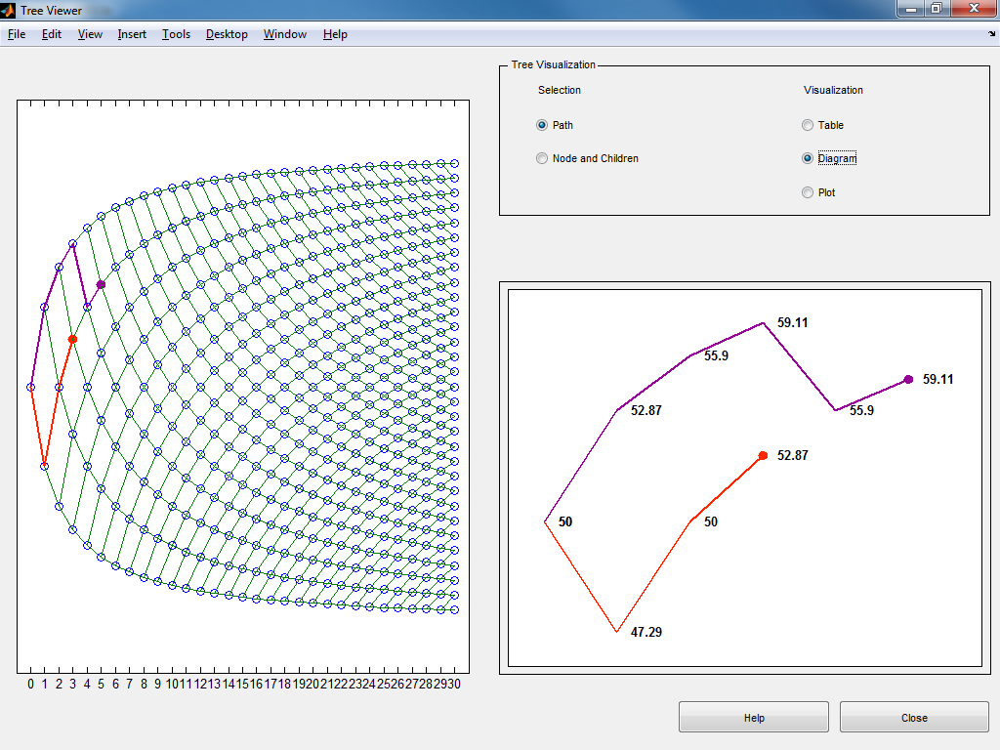 Tree Viewer
File Edit View Insert Tools Desktop Window Help
Tree Visualization
Selection Visualization
Path Table
Node and Children Diagram
Plot
59.11
55.9
59.11
52.87 55.9
52.87
50 50
47.29
0 1 2 3 4 5 6 7 8 9 10 11 12 13 14 15 16 17 18 19 20 21 22 23 24 25 26 27 28 29 30
Help Close